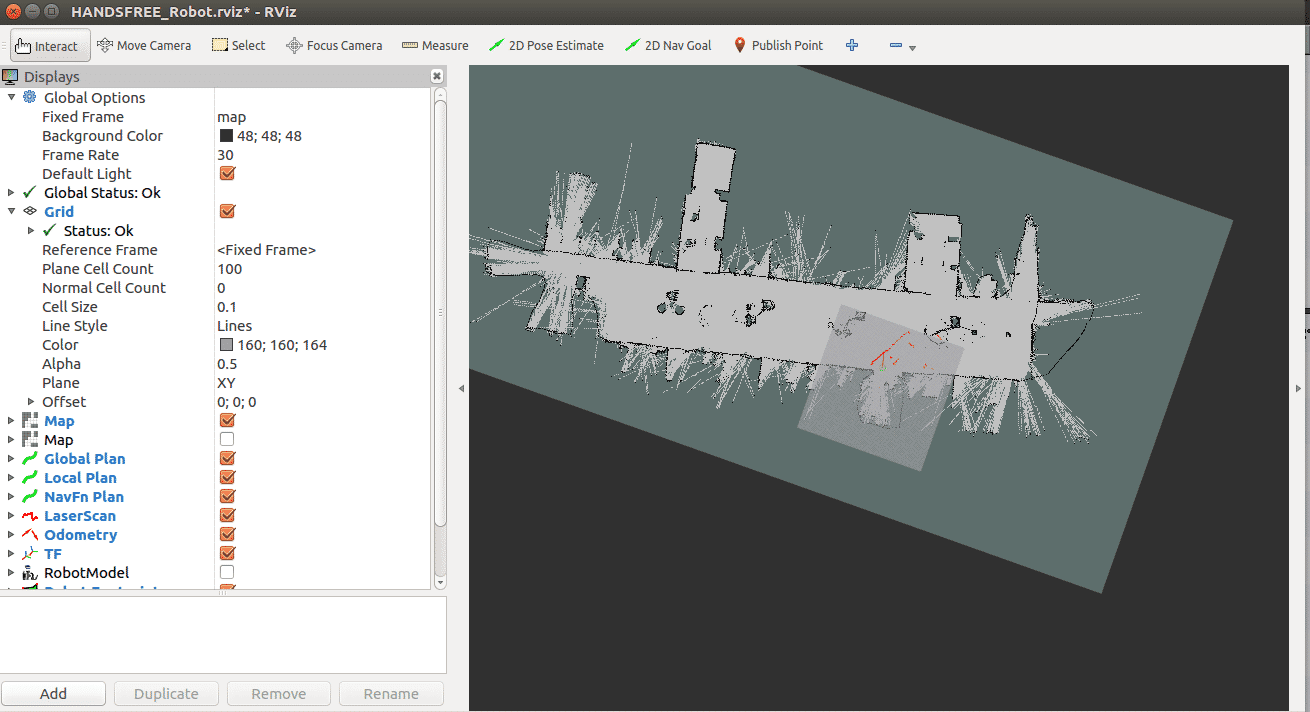 HANDSFREE_Robot.rviz* - RViz
Interact Move Camera Select Focus Camera Measure 2D Pose Estimate 2D Nav Goal Publish Point
Displays
Global Options
Fixed Frame map
Background Color 48; 48; 48
Frame Rate 30
Default Light
Global Status: Ok
Grid
Status: Ok
Reference Frame <Fixed Frame>
Plane Cell Count 100
Normal Cell Count 0
Cell Size 0.1
Line Style Lines
Color 160; 160; 164
Alpha 0.5
Plane XY
Offset 0; 0; 0
Map
Map
Global Plan
Local Plan
NavFn Plan
LaserScan
Odometry
TF
RobotModel
Add Duplicate Remove Rename